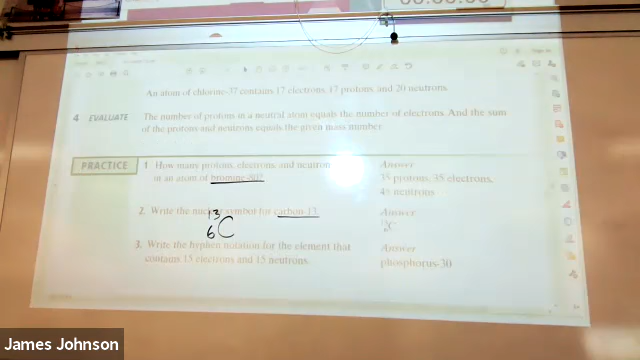 An atom of chlorine-37 contains 17 electrons, 17 protons, and 20 neutrons.
4 EVALUATE The number of protons in a neutral atom equals the number of electrons. And the sum
of the protons and neutrons equals the given mass number.
PRACTICE
1 How many protons, electrons, and neutron
in an atom of bromine-80?
Answer
35 protons, 35 electrons,
45 neutrons
2. Write the nuclear symbol for carbon-13.
13
6 C
Answer
13
6 C
3. Write the hyphen notation for the element that
contains 15 electrons and 15 neutrons.
Answer
phosphorus-30
James Johnson